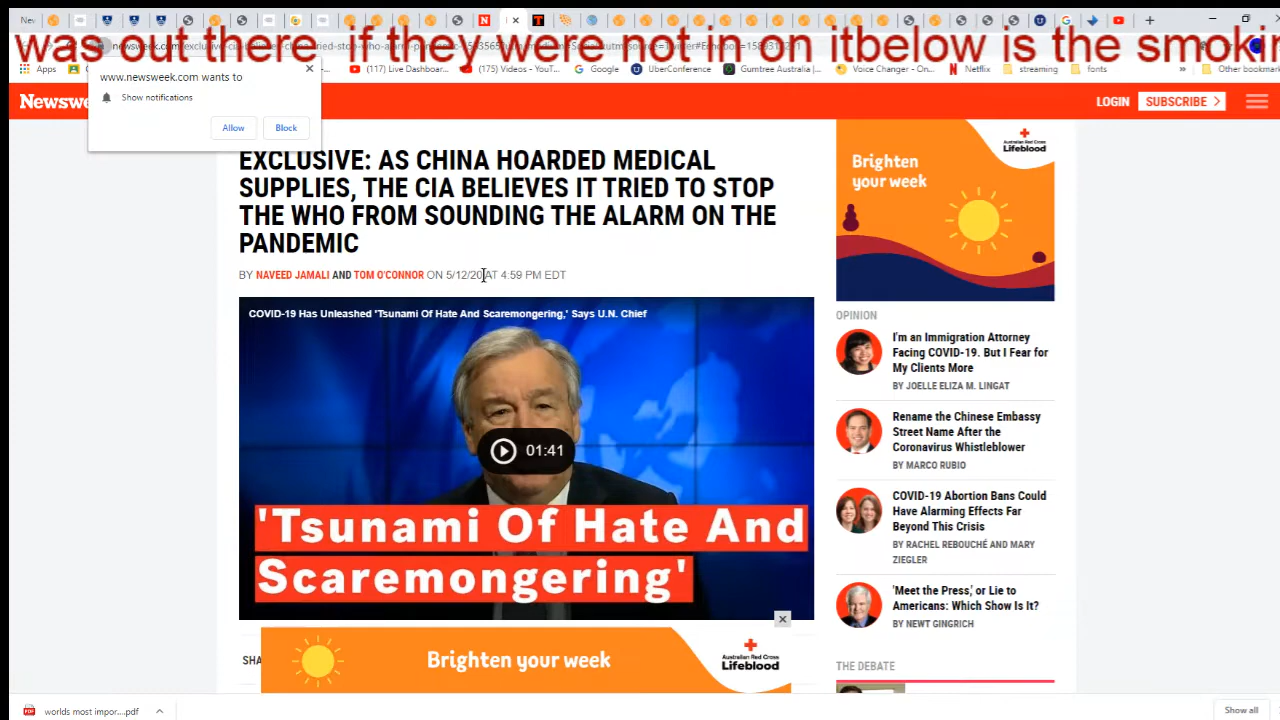 was out there if they were not in on itbelow is the smokin
Apps
(117) Live Dashboar...
(175) Videos - YouT...
Google
UberConference
Gumtree Australia |...
Voice Changer - On...
Netflix
streaming
fonts
»
Other bookmark
www.newsweek.com wants to
Show notifications
Allow
Block
Newswe
LOGIN
SUBSCRIBE
EXCLUSIVE: AS CHINA HOARDED MEDICAL
SUPPLIES, THE CIA BELIEVES IT TRIED TO STOP
THE WHO FROM SOUNDING THE ALARM ON THE
PANDEMIC
BY NAVEED JAMALI AND TOM O'CONNOR ON 5/12/20 AT 4:59 PM EDT
COVID-19 Has Unleashed 'Tsunami Of Hate And Scaremongering,' Says U.N. Chief
01:41
'Tsunami Of Hate And
Scaremongering'
SHA
Brighten your week
Australian Red Cross
Lifeblood
Brighten
your week
Australian Red Cross
Lifeblood
OPINION
I'm an Immigration Attorney
Facing COVID-19. But I Fear for
My Clients More
BY JOELLE ELIZA M. LINGAT
Rename the Chinese Embassy
Street Name After the
Coronavirus Whistleblower
BY MARCO RUBIO
COVID-19 Abortion Bans Could
Have Alarming Effects Far
Beyond This Crisis
BY RACHEL REBOUCHÉ AND MARY
ZIEGLER
'Meet the Press,' or Lie to
Americans: Which Show Is It?
BY NEWT GINGRICH
THE DEBATE
worlds most impor....pdf
Show all